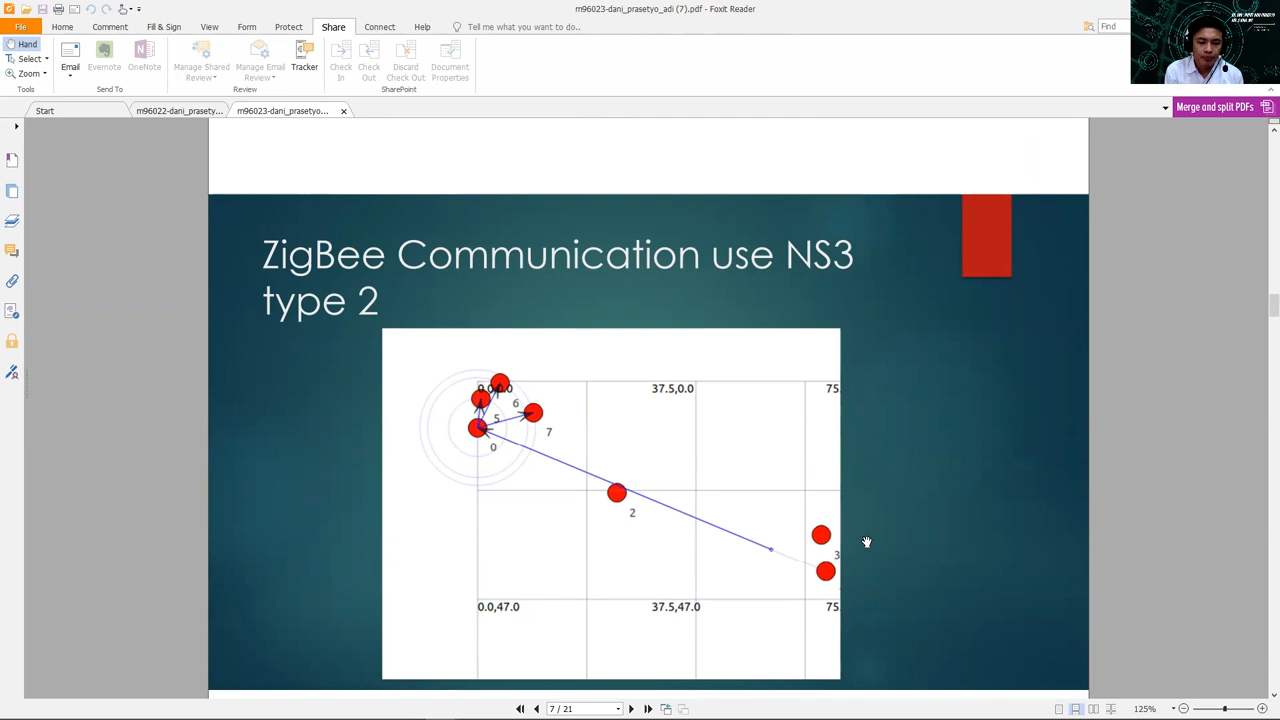 m96023-dani_prasetyo_adi (7).pdf - Foxit Reader
File Home Comment Fill & Sign View Form Protect Share Connect Help Tell me what you want to do... Find
Hand
Select
Zoom
Tools
Email Evernote OneNote
Send To
Manage Shared Review
Manage Email Review
Tracker
Review
Check In
Check Out
Discard Check Out
Document Properties
SharePoint
Start m96022-dani_prasety... m96023-dani_prasetyo...
Merge and split PDFs
ZigBee Communication use NS3
type 2
37.5,0.0 75.
6
5
7
0
2
3
0.0,47.0 37.5,47.0 75.
7 / 21 125%